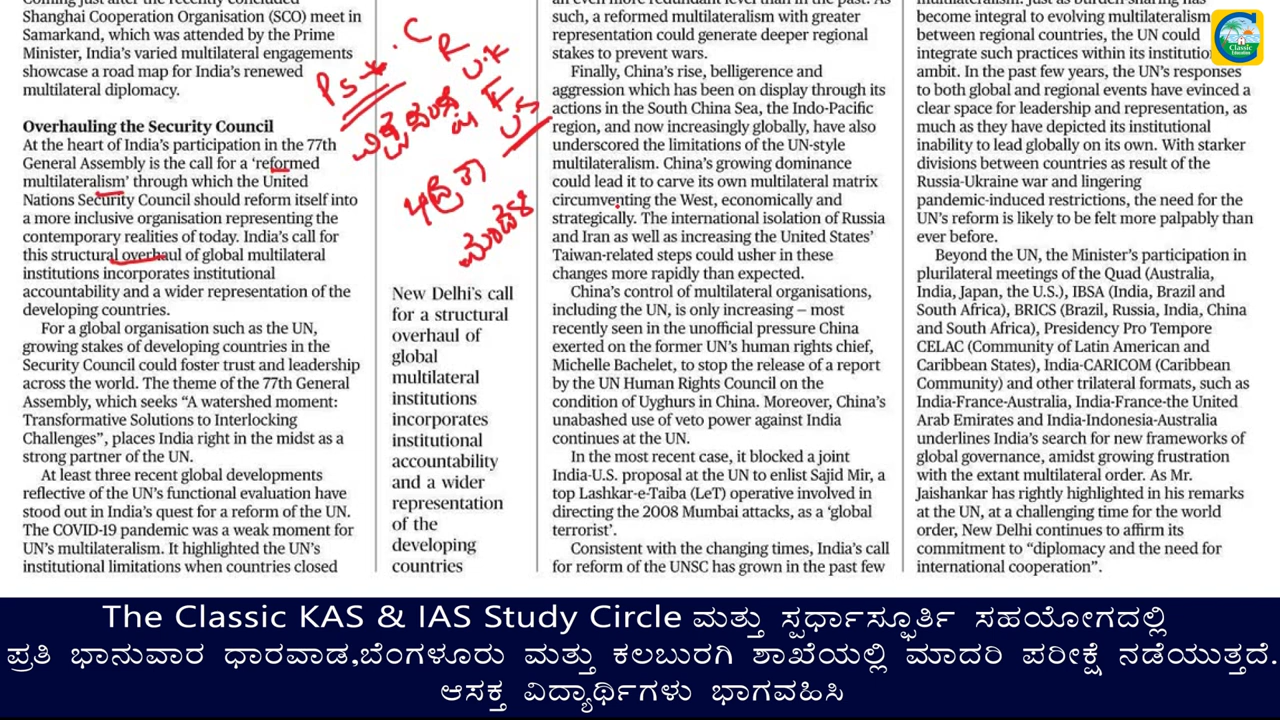 Coming just after the recently concluded
Shanghai Cooperation Organisation (SCO) meet in
Samarkand, which was attended by the Prime
Minister, India's varied multilateral engagements
showcase a road map for India's renewed
multilateral diplomacy.
Overhauling the Security Council
At the heart of India's participation in the 77th
General Assembly is the call for a 'reformed
multilateralism' through which the United
Nations Security Council should reform itself into
a more inclusive organisation representing the
contemporary realities of today. India's call for
this structural overhaul of global multilateral
institutions incorporates institutional
accountability and a wider representation of the
developing countries.
For a global organisation such as the UN,
growing stakes of developing countries in the
Security Council could foster trust and leadership
across the world. The theme of the 77th General
Assembly, which seeks "A watershed moment:
Transformative Solutions to Interlocking
Challenges", places India right in the midst as a
strong partner of the UN.
At least three recent global developments
reflective of the UN's functional evaluation have
stood out in India's quest for a reform of the UN.
The COVID-19 pandemic was a weak moment for
UN's multilateralism. It highlighted the UN's
institutional limitations when countries closed
P5
C
R
U.K
F
US
New Delhi's call
for a structural
overhaul of
global
multilateral
institutions
incorporates
institutional
accountability
and a wider
representation
of the
developing
countries
an even more redundant level than in the past. As
such, a reformed multilateralism with greater
representation could generate deeper regional
stakes to prevent wars.
Finally, China's rise, belligerence and
aggression which has been on display through its
actions in the South China Sea, the Indo-Pacific
region, and now increasingly globally, have also
underscored the limitations of the UN-style
multilateralism. China's growing dominance
could lead it to carve its own multilateral matrix
circumventing the West, economically and
strategically. The international isolation of Russia
and Iran as well as increasing the United States'
Taiwan-related steps could usher in these
changes more rapidly than expected.
China's control of multilateral organisations,
including the UN, is only increasing – most
recently seen in the unofficial pressure China
exerted on the former UN's human rights chief,
Michelle Bachelet, to stop the release of a report
by the UN Human Rights Council on the
condition of Uyghurs in China. Moreover, China's
unabashed use of veto power against India
continues at the UN.
In the most recent case, it blocked a joint
India-U.S. proposal at the UN to enlist Sajid Mir, a
top Lashkar-e-Taiba (LeT) operative involved in
directing the 2008 Mumbai attacks, as a 'global
terrorist'.
Consistent with the changing times, India's call
for reform of the UNSC has grown in the past few
multilateralism. Just as burden sharing has
become integral to evolving multilateralism
between regional countries, the UN could
integrate such practices within its institutio
ambit. In the past few years, the UN's responses
to both global and regional events have evinced a
clear space for leadership and representation, as
much as they have depicted its institutional
inability to lead globally on its own. With starker
divisions between countries as result of the
Russia-Ukraine war and lingering
pandemic-induced restrictions, the need for the
UN's reform is likely to be felt more palpably than
ever before.
Beyond the UN, the Minister's participation in
plurilateral meetings of the Quad (Australia,
India, Japan, the U.S.), IBSA (India, Brazil and
South Africa), BRICS (Brazil, Russia, India, China
and South Africa), Presidency Pro Tempore
CELAC (Community of Latin American and
Caribbean States), India-CARICOM (Caribbean
Community) and other trilateral formats, such as
India-France-Australia, India-France-the United
Arab Emirates and India-Indonesia-Australia
underlines India's search for new frameworks of
global governance, amidst growing frustration
with the extant multilateral order. As Mr.
Jaishankar has rightly highlighted in his remarks
at the UN, at a challenging time for the world
order, New Delhi continues to affirm its
commitment to "diplomacy and the need for
international cooperation".
Classic
Education
The Classic KAS & IAS Study Circle ಮತ್ತು ಸ್ಪರ್ಧಾಸ್ಫೂರ್ತಿ ಸಹಯೋಗದಲ್ಲಿ
ಪ್ರತಿ ಭಾನುವಾರ ಧಾರವಾಡ,ಬೆಂಗಳೂರು ಮತ್ತು ಕಲಬುರಗಿ ಶಾಖೆಯಲ್ಲಿ ಮಾದರಿ ಪರೀಕ್ಷೆ ನಡೆಯುತ್ತದೆ.
ಆಸಕ್ತ ವಿದ್ಯಾರ್ಥಿಗಳು ಭಾಗವಹಿಸಿ